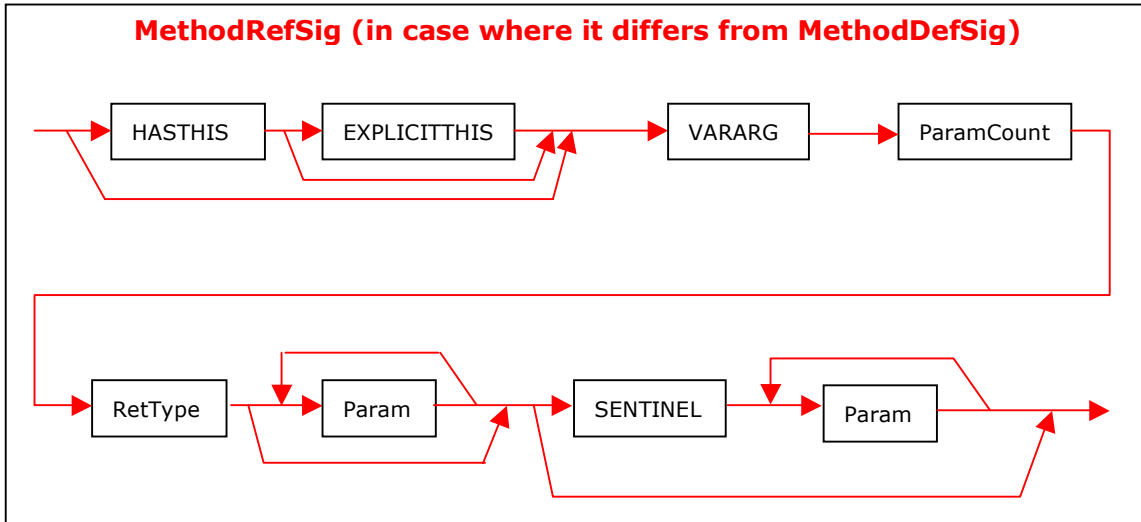 MethodRefSig (in case where it differs from MethodDefSig)
HASTHIS EXPLICITTHIS VARARG ParamCount
RetType Param SENTINEL Param